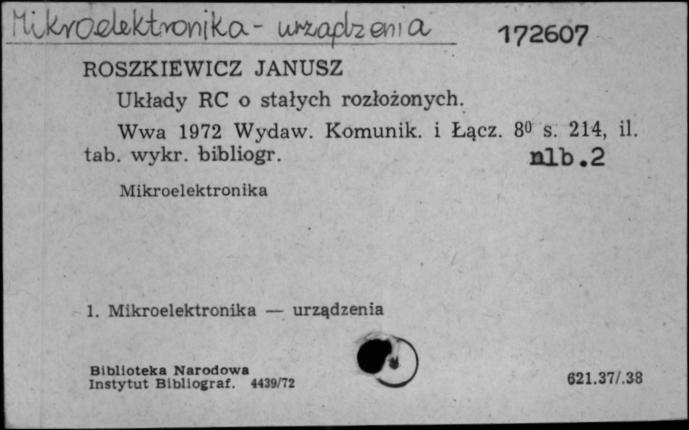 Mikroelektronika - urządzenia
172607
ROSZKIEWICZ JANUSZ
Układy RC o stałych rozłożonych.
Wwa 1972 Wydaw. Komunik. i Łącz. 8⁰ s. 214, il.
tab. wykr. bibliogr.
nlb.2
Mikroelektronika
1. Mikroelektronika — urządzenia
Biblioteka Narodowa
Instytut Bibliograf. 4439/72
621.37/.38